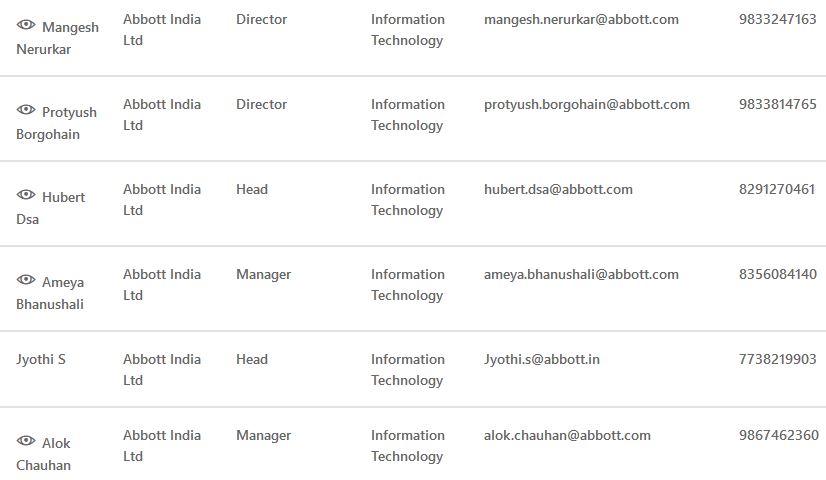 Mangesh Nerurkar Abbott India Ltd Director Information Technology mangesh.nerurkar@abbott.com 9833247163
Protyush Borgohain Abbott India Ltd Director Information Technology protyush.borgohain@abbott.com 9833814765
Hubert Dsa Abbott India Ltd Head Information Technology hubert.dsa@abbott.com 8291270461
Ameya Bhanushali Abbott India Ltd Manager Information Technology ameya.bhanushali@abbott.com 8356084140
Jyothi S Abbott India Ltd Head Information Technology Jyothi.s@abbott.in 7738219903
Alok Chauhan Abbott India Ltd Manager Information Technology alok.chauhan@abbott.com 9867462360